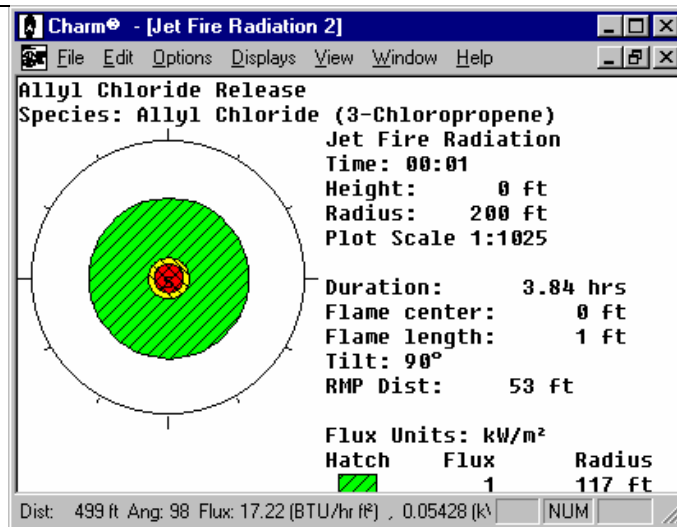 Charm® - [Jet Fire Radiation 2]
File Edit Options Displays View Window Help
Allyl Chloride Release
Species: Allyl Chloride (3-Chloropropene)
Jet Fire Radiation
Time: 00:01
Height: 0 ft
Radius: 200 ft
Plot Scale 1:1025
Duration: 3.84 hrs
Flame center: 0 ft
Flame length: 1 ft
Tilt: 90°
RMP Dist: 53 ft
Flux Units: kW/m²
Hatch Flux Radius
1 117 ft
Dist: 499 ft Ang: 98 Flux: 17.22 (BTU/hr ft²) , 0.05428 (k\ NUM